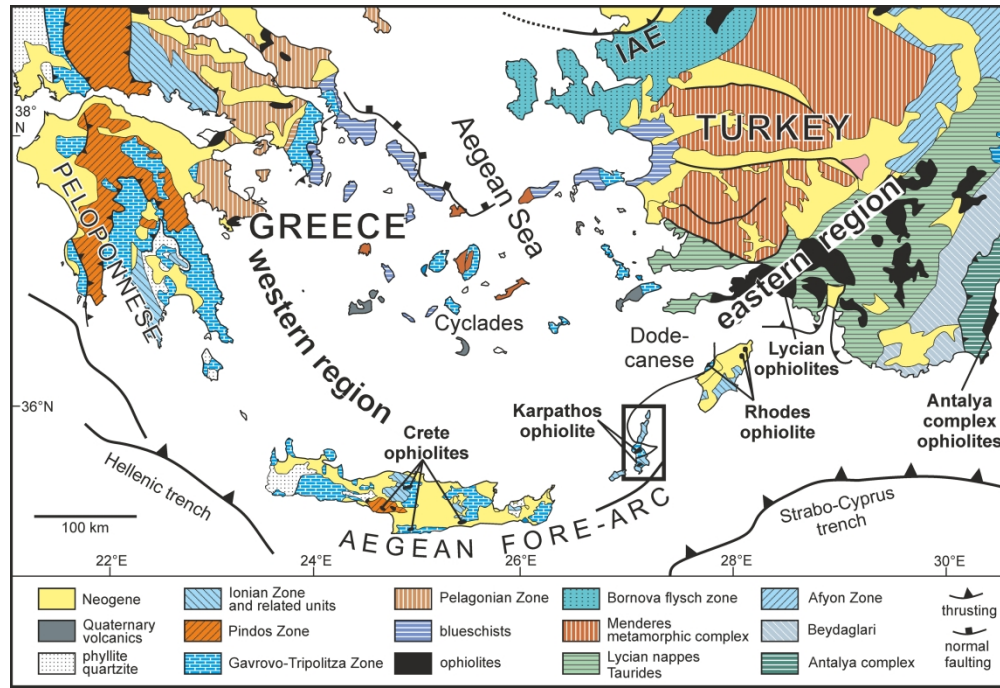 IAE
38°
N
TURKEY
Aegean Sea
PELOPONNESE
GREECE
eastern region
western region
Cyclades
Dode-
canese
Lycian
ophiolites
36°N
Karpathos
ophiolite
Rhodes
ophiolite
Antalya
complex
ophiolites
Crete
ophiolites
Hellenic trench
Strabo-Cyprus
trench
100 km
AEGEAN FORE-ARC
22°E
24°E
26°E
28°E
30°E
Neogene
Ionian Zone
and related units
Pelagonian Zone
Bornova flysch zone
Afyon Zone
thrusting
Quaternary
volcanics
Pindos Zone
blueschists
Menderes
metamorphic complex
Beydaglari
normal
faulting
phyllite
quartzite
Gavrovo-Tripolitza Zone
ophiolites
Lycian nappes
Taurides
Antalya complex